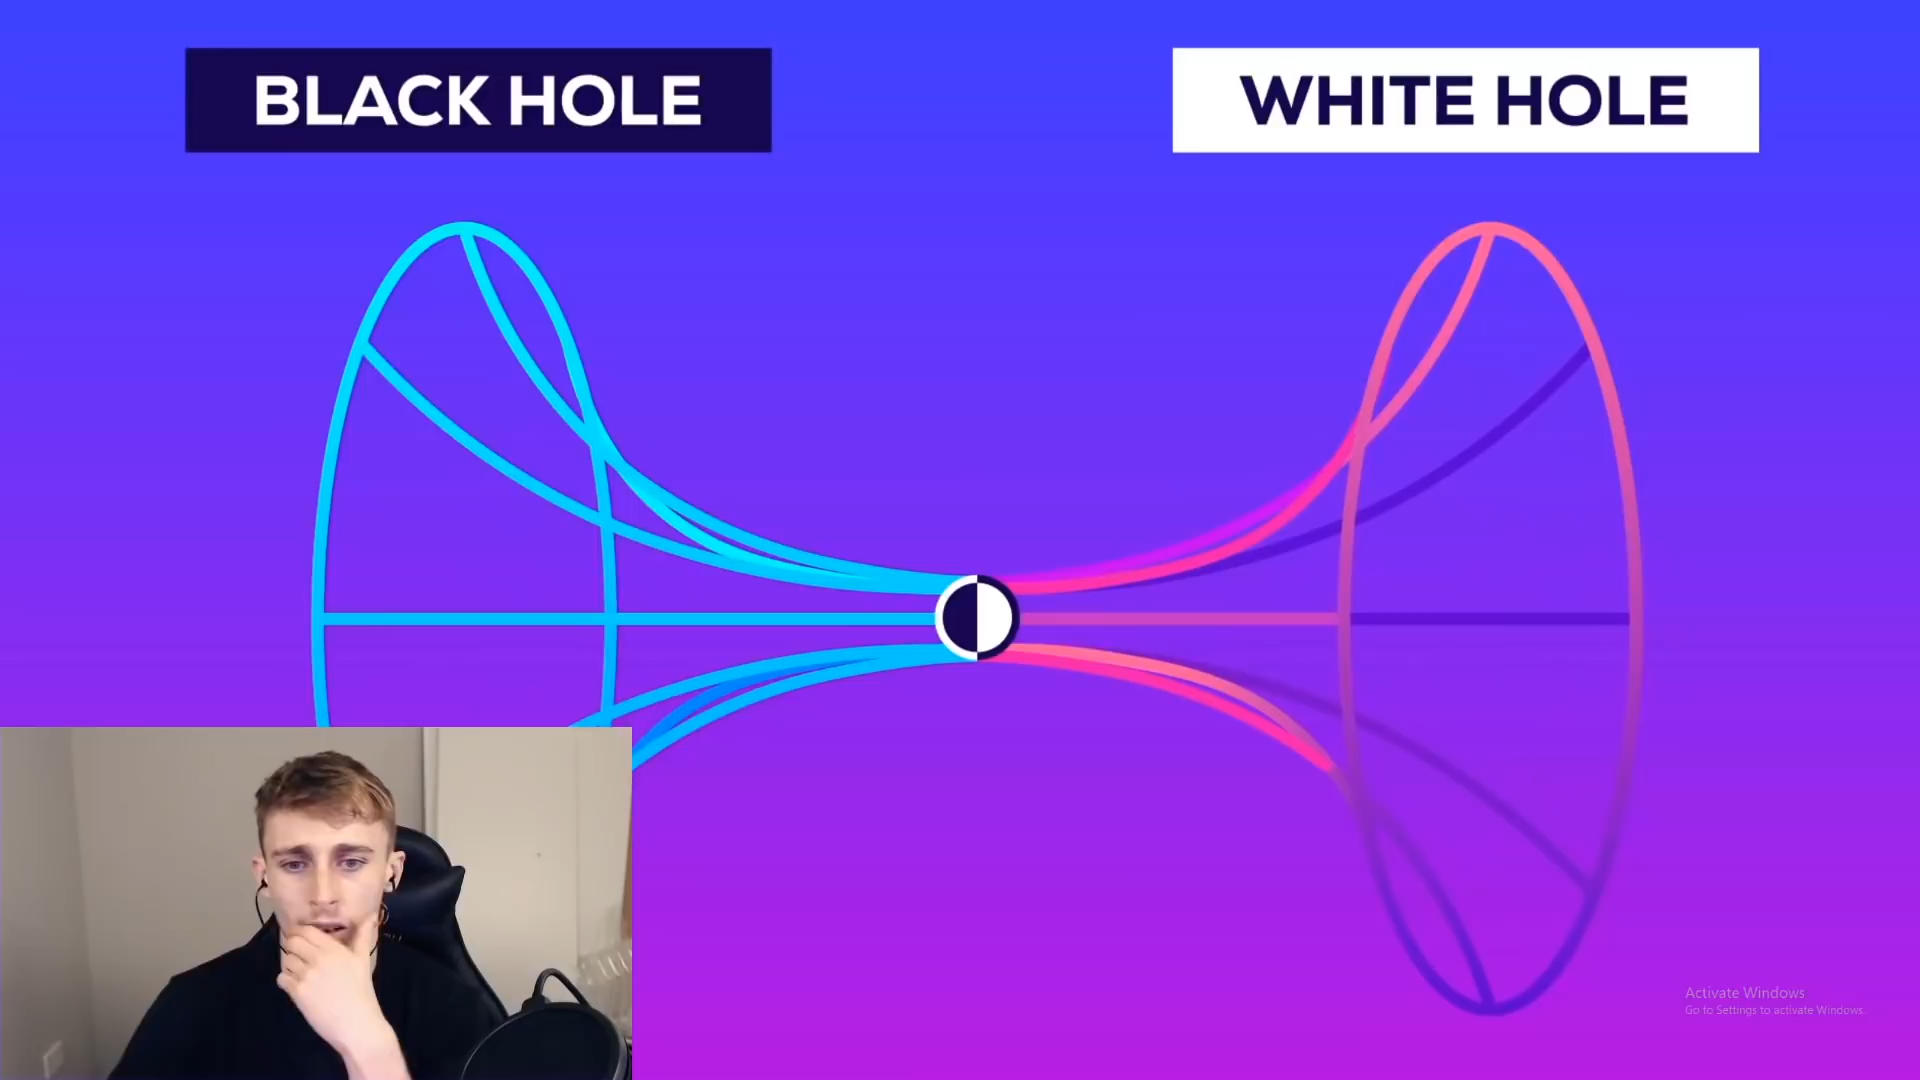 BLACK HOLE
WHITE HOLE
Activate Windows
Go to Settings to activate Windows.